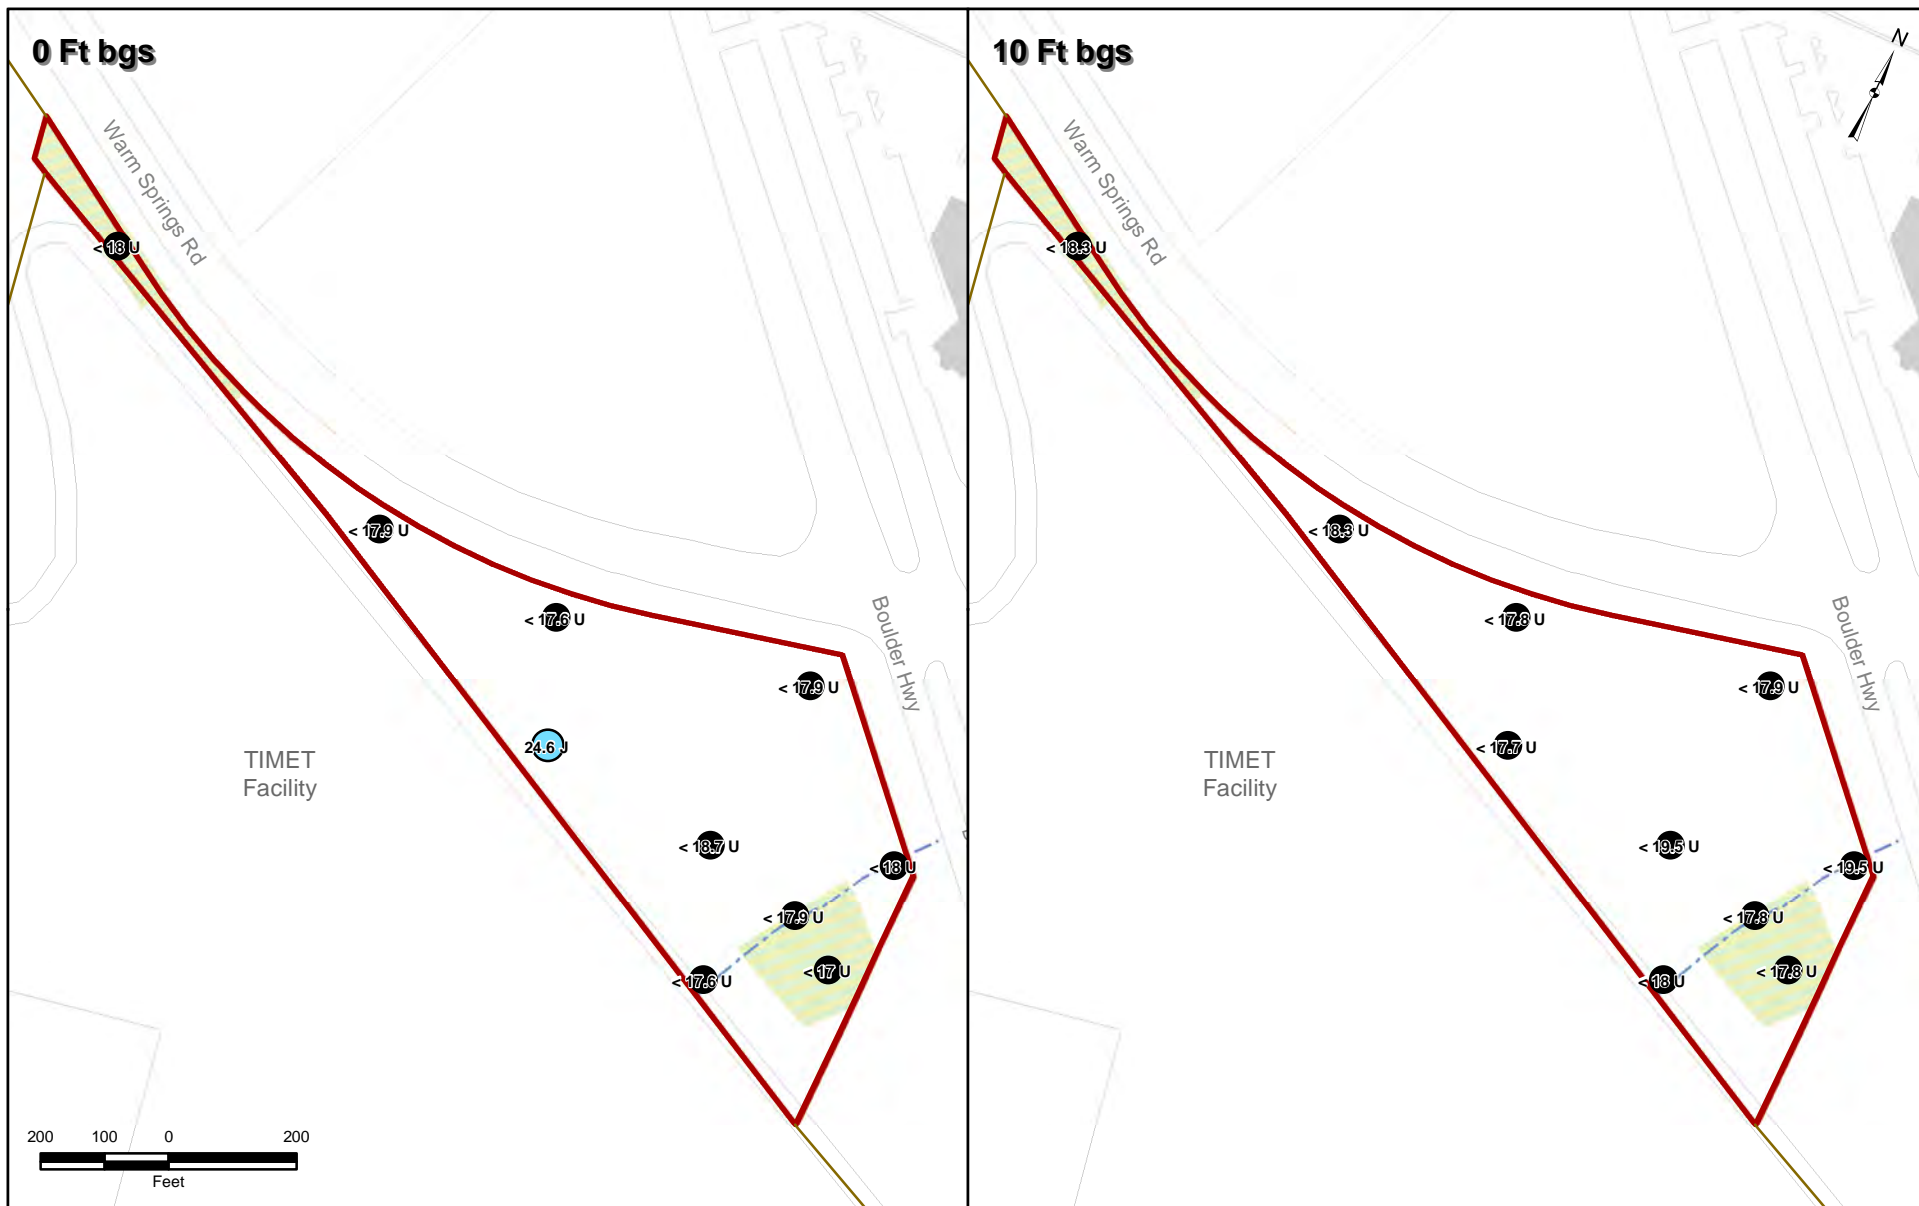 0 Ft bgs
Warm Springs Rd
< 18 U
< 17.9 U
< 17.6 U
< 17.9 U
Boulder Hwy
24.6 J
TIMET
Facility
< 18.7 U
< 18 U
< 17.9 U
< 17 U
< 17.6 U
200 100 0 200
Feet
10 Ft bgs
N
Warm Springs Rd
< 18.3 U
< 18.3 U
< 17.8 U
< 17.9 U
Boulder Hwy
< 17.7 U
TIMET
Facility
< 19.5 U
< 19.5 U
< 17.8 U
< 17.8 U
< 18 U